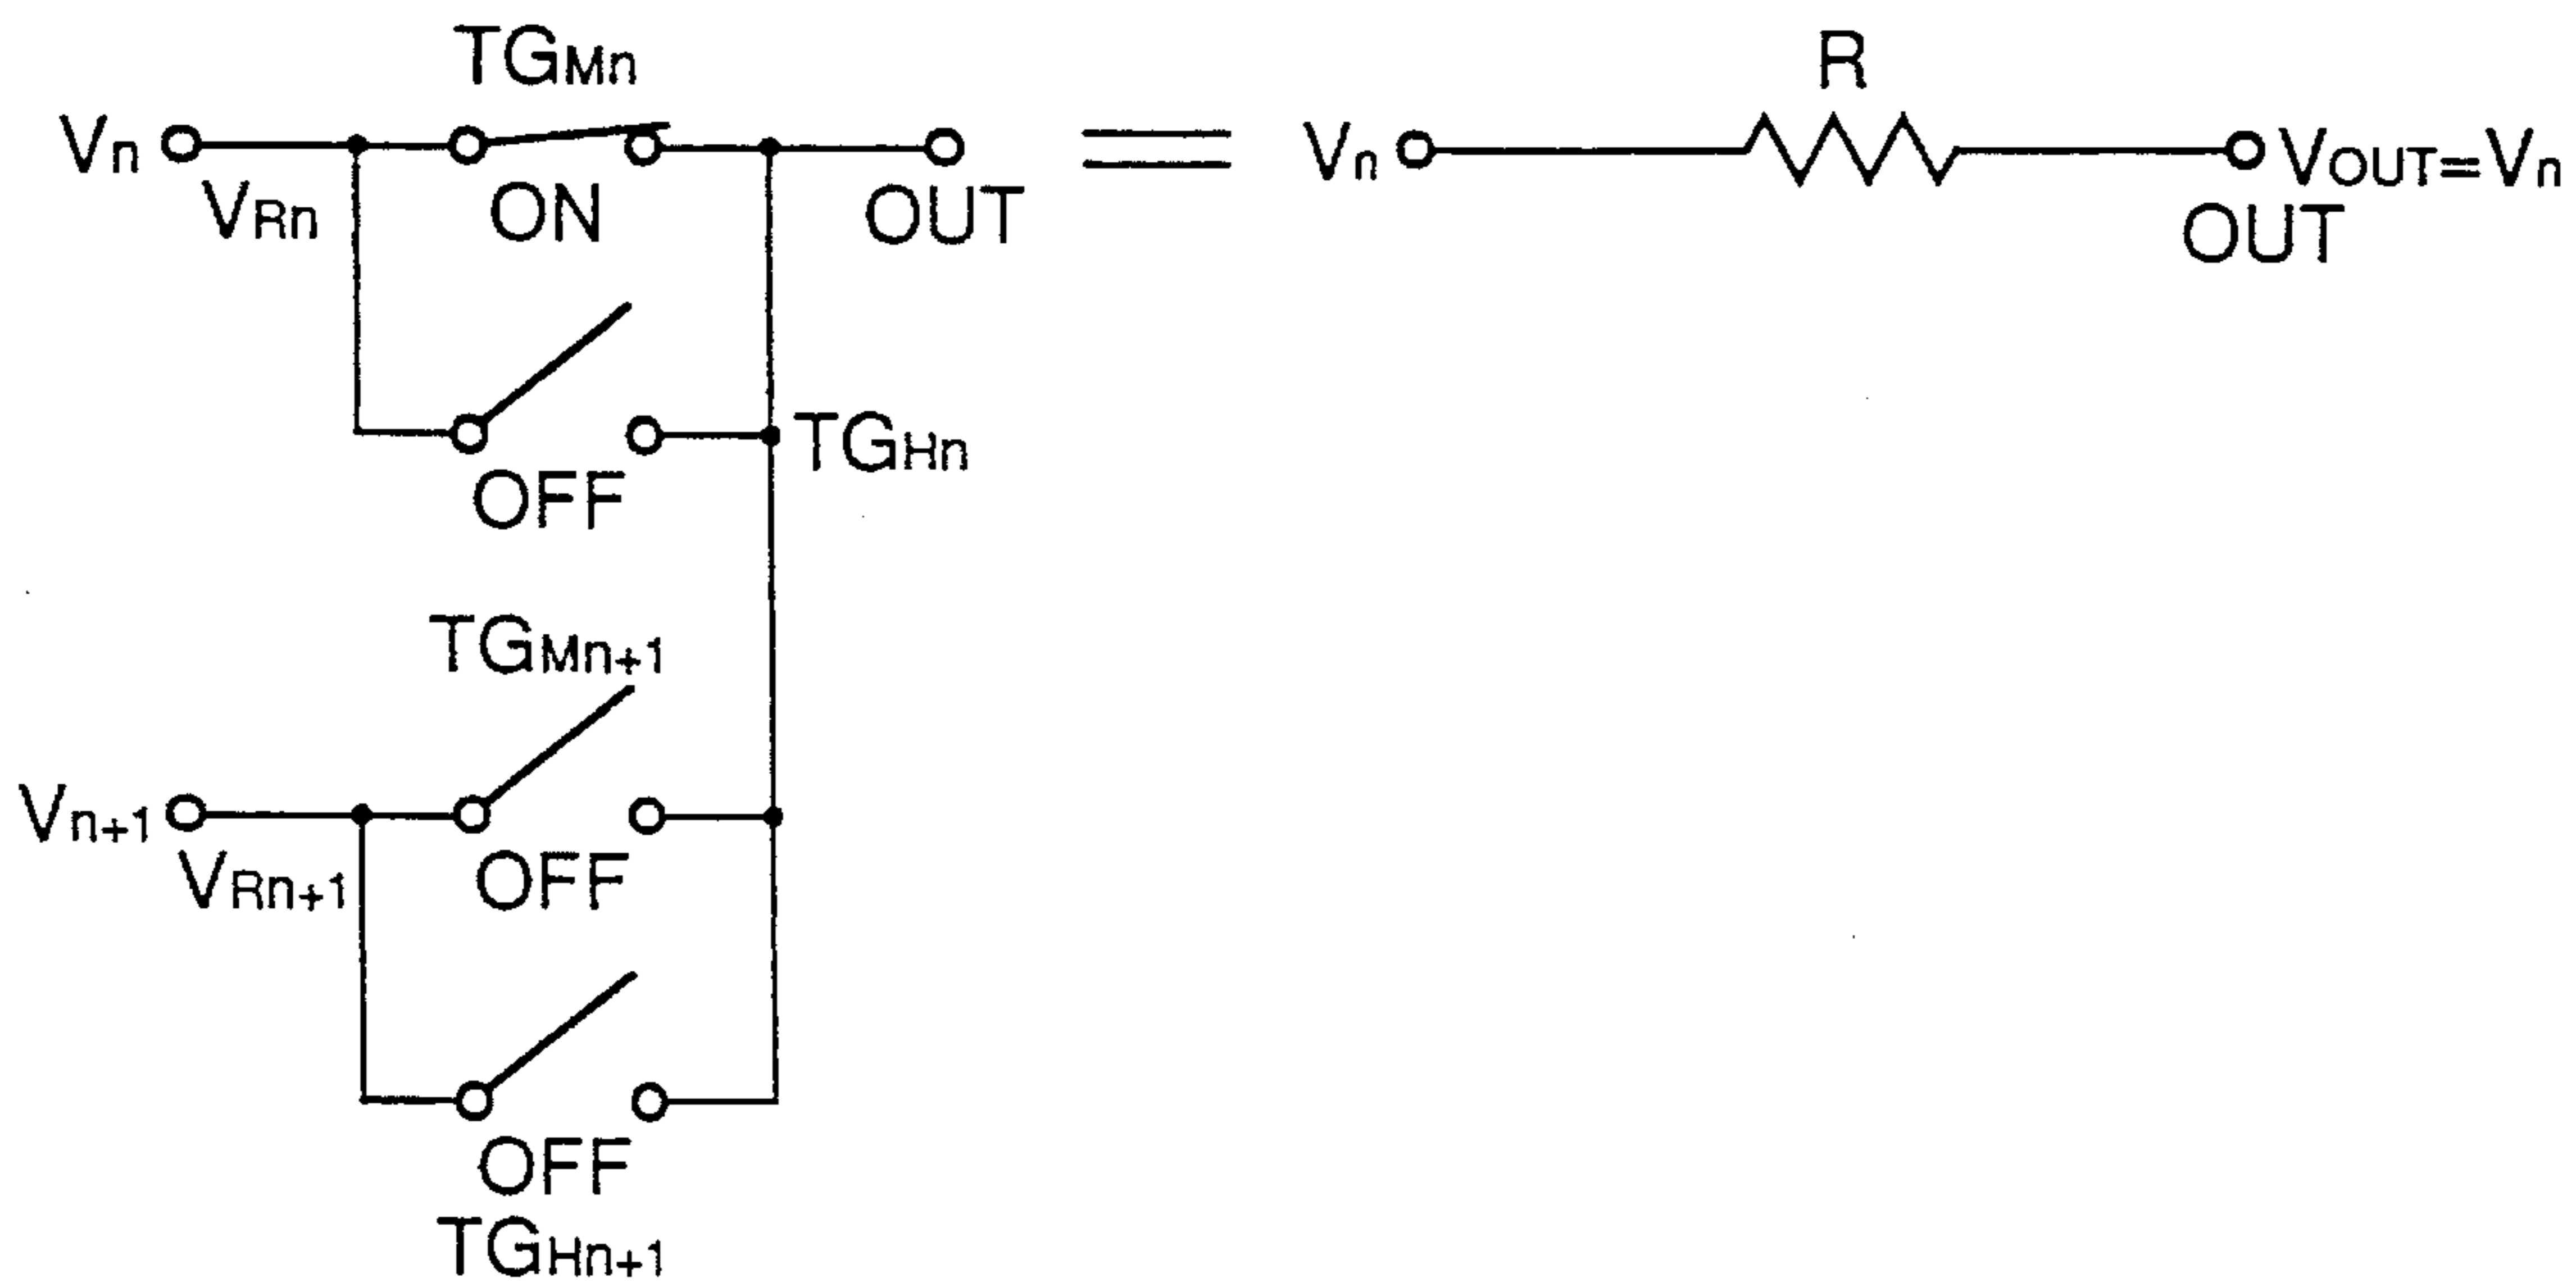 TGMn
R
Vn
VRn
ON
OUT
Vn
VOUT=Vn
OUT
OFF
TGHn
TGMn+1
Vn+1
VRn+1
OFF
OFF
TGHn+1